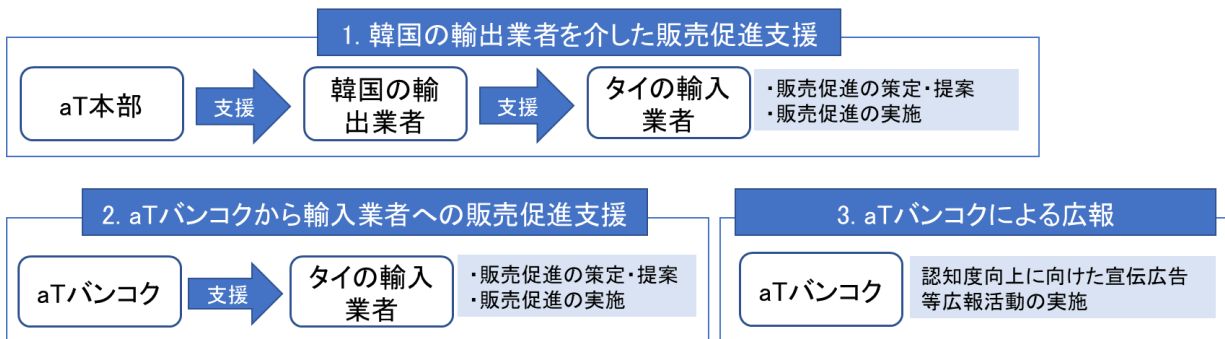 1. 韓国の輸出業者を介した販売促進支援
aT本部
支援
韓国の輸
出業者
支援
タイの輸入
業者
・販売促進の策定・提案
・販売促進の実施
2. aTバンコクから輸入業者への販売促進支援
aTバンコク
支援
タイの輸入
業者
・販売促進の策定・提案
・販売促進の実施
3. aTバンコクによる広報
aTバンコク
認知度向上に向けた宣伝広告
等広報活動の実施